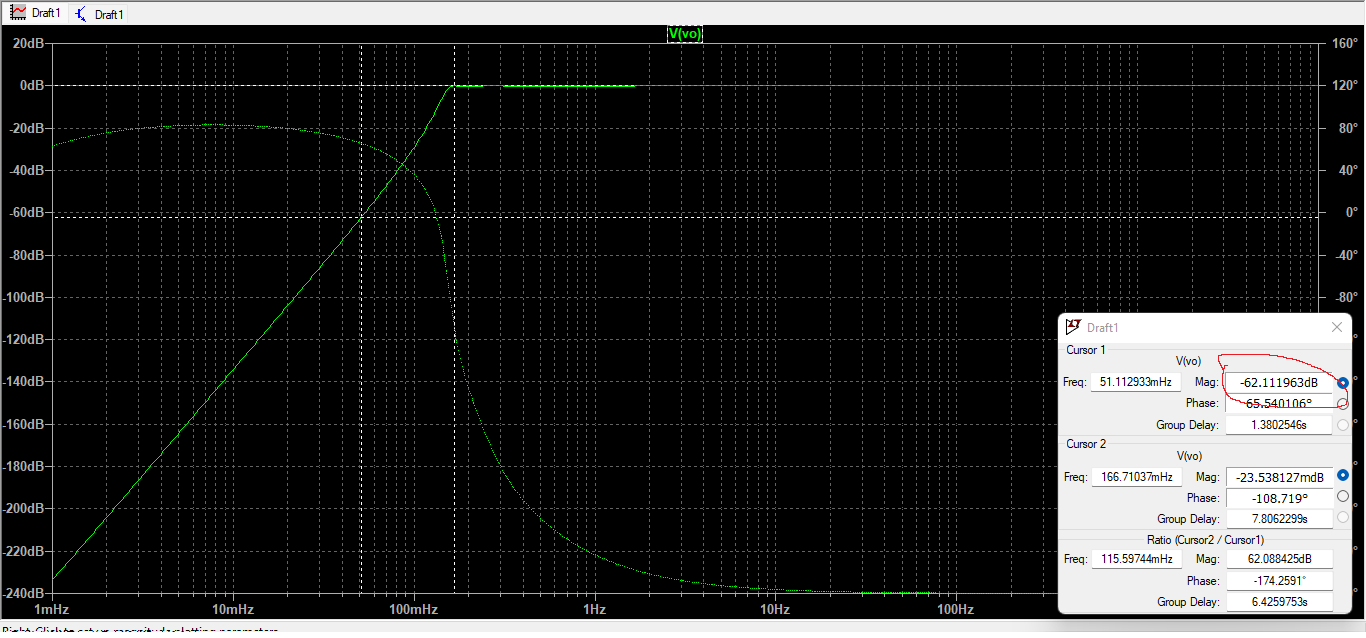 Draft1 Draft1
V(vo)
20dB 160°
0dB 120°
-20dB 80°
-40dB 40°
-60dB 0°
-80dB -40°
-100dB -80°
-120dB
-140dB
-160dB
-180dB
-200dB
-220dB
-240dB
1mHz 10mHz 100mHz 1Hz 10Hz 100Hz
Draft1
Cursor 1
V(vo)
Freq: 51.112933mHz Mag: -62.111963dB
Phase: 65.540106°
Group Delay: 1.3802546s
Cursor 2
V(vo)
Freq: 166.71037mHz Mag: -23.538127mdB
Phase: -108.719°
Group Delay: 7.8062299s
Ratio (Cursor2 / Cursor1)
Freq: 115.59744mHz Mag: 62.088425dB
Phase: -174.2591°
Group Delay: 6.4259753s